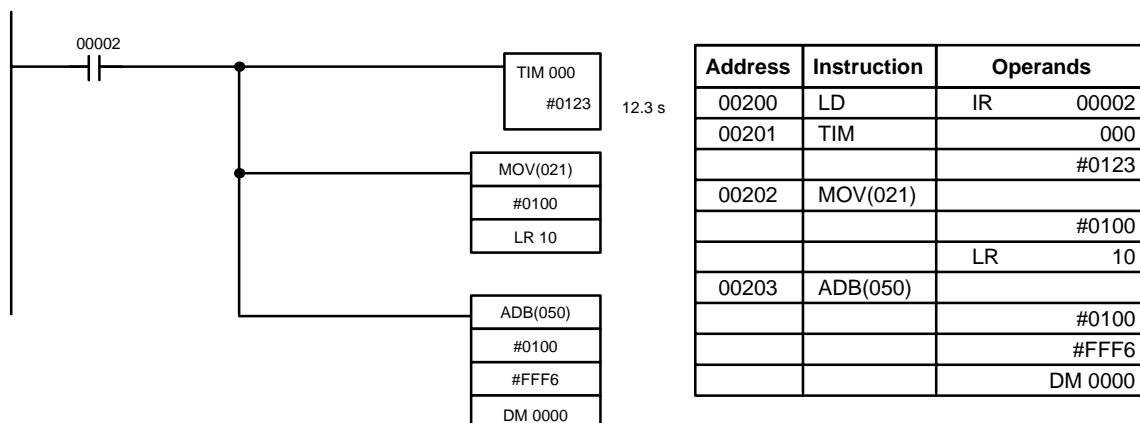 00002
TIM 000
#0123
12.3 s
MOV(021)
#0100
LR 10
ADB(050)
#0100
#FFF6
DM 0000
Address Instruction Operands
00200 LD IR 00002
00201 TIM 000
#0123
00202 MOV(021)
#0100
LR 10
00203 ADB(050)
#0100
#FFF6
DM 0000